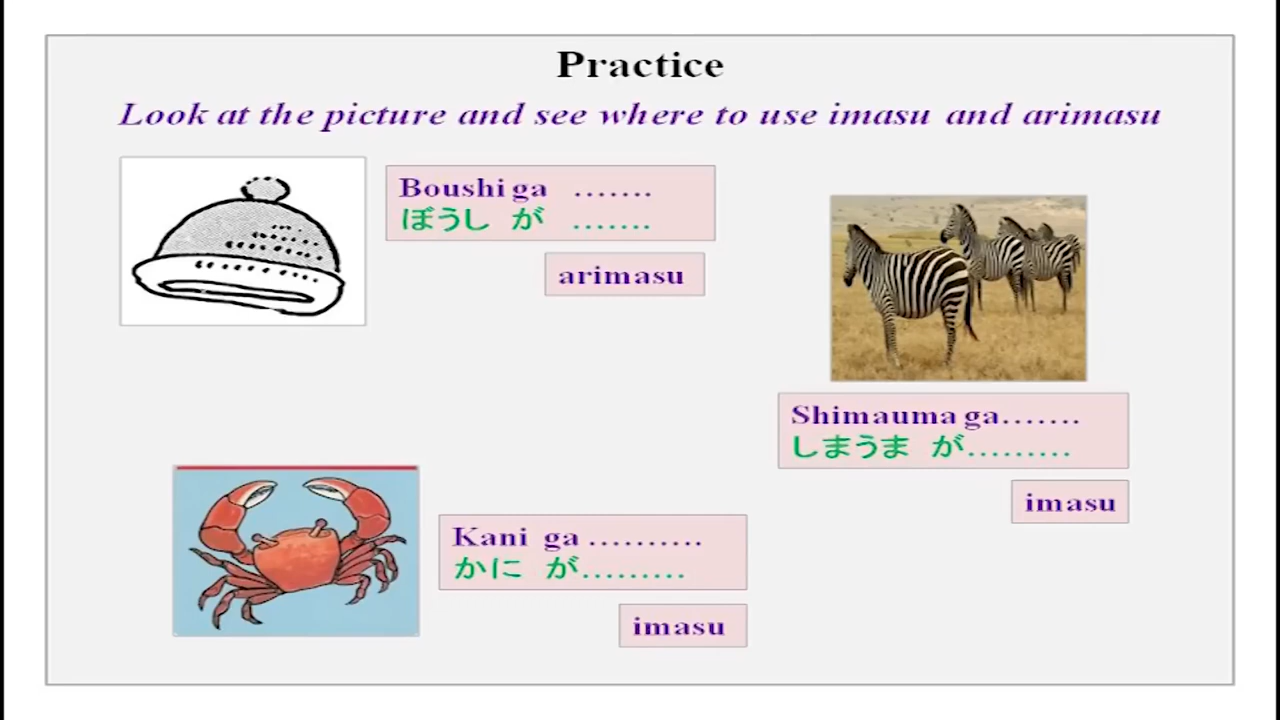 Practice
Look at the picture and see where to use imasu and arimasu
Boushi ga .......
ぼうし が .......
arimasu
Shimauma ga.......
しまうま が.........
imasu
Kani ga ..........
かに が.........
imasu